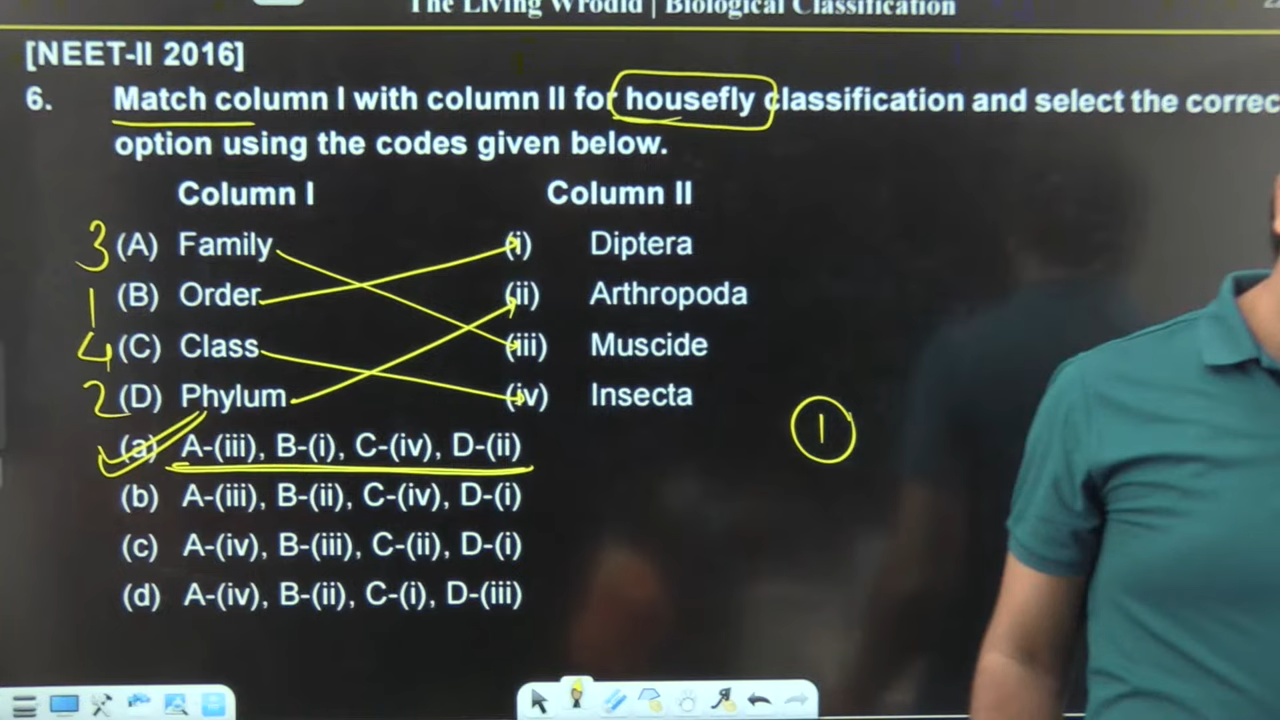 The Living Wrodld | Biological Classification
[NEET-II 2016]
6. Match column I with column II for housefly classification and select the correc
option using the codes given below.
Column I Column II
3 (A) Family (i) Diptera
1 (B) Order (ii) Arthropoda
4 (C) Class (iii) Muscide
2 (D) Phylum (iv) Insecta
(a) A-(iii), B-(i), C-(iv), D-(ii)
1
(b) A-(iii), B-(ii), C-(iv), D-(i)
(c) A-(iv), B-(iii), C-(ii), D-(i)
(d) A-(iv), B-(ii), C-(i), D-(iii)